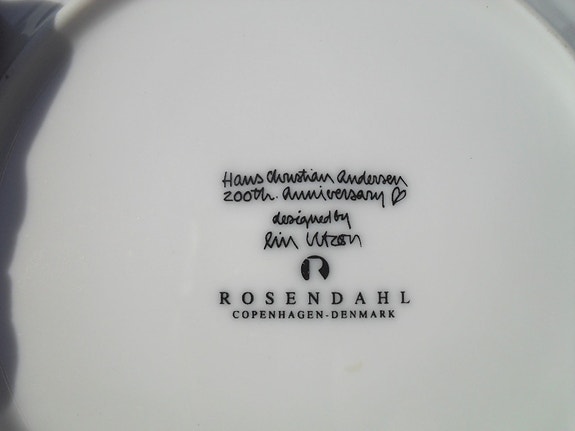 Hans Christian Andersen
200th. anniversary
designed by
Lin Utzon
R
ROSENDAHL
COPENHAGEN-DENMARK